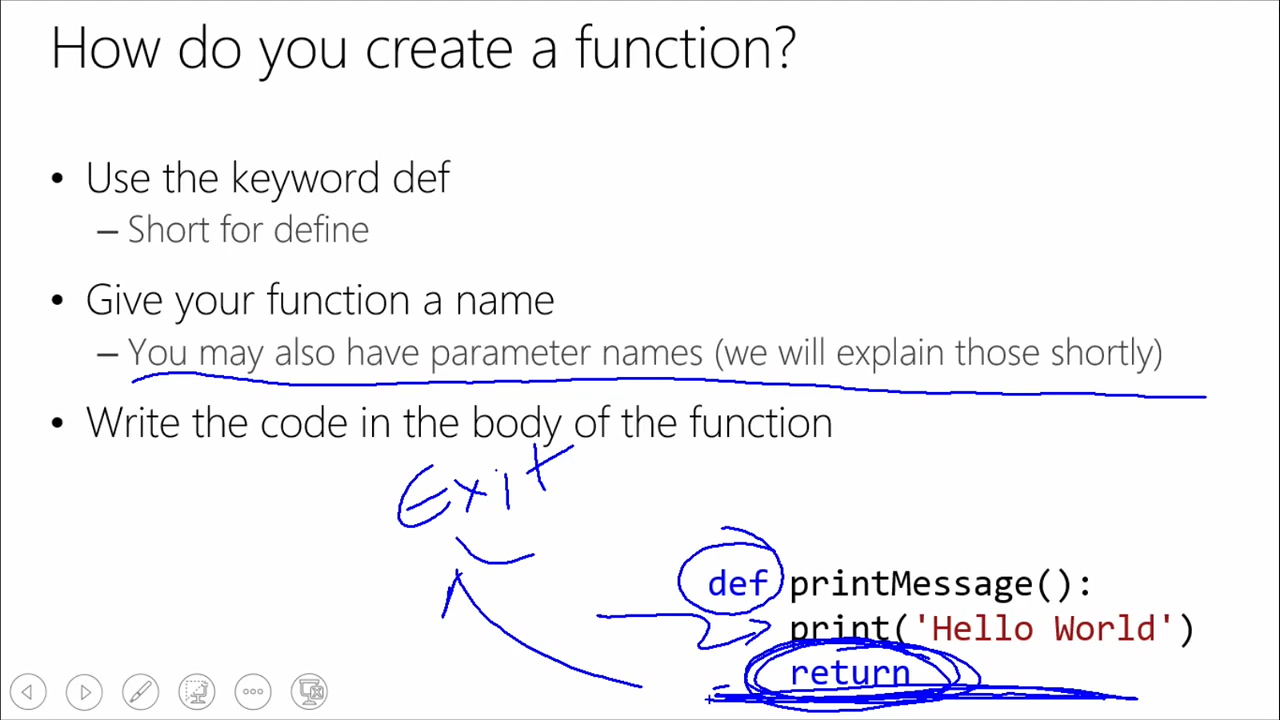 How do you create a function?
• Use the keyword def
– Short for define
• Give your function a name
– You may also have parameter names (we will explain those shortly)
• Write the code in the body of the function
Exit
def printMessage():
print('Hello World')
return